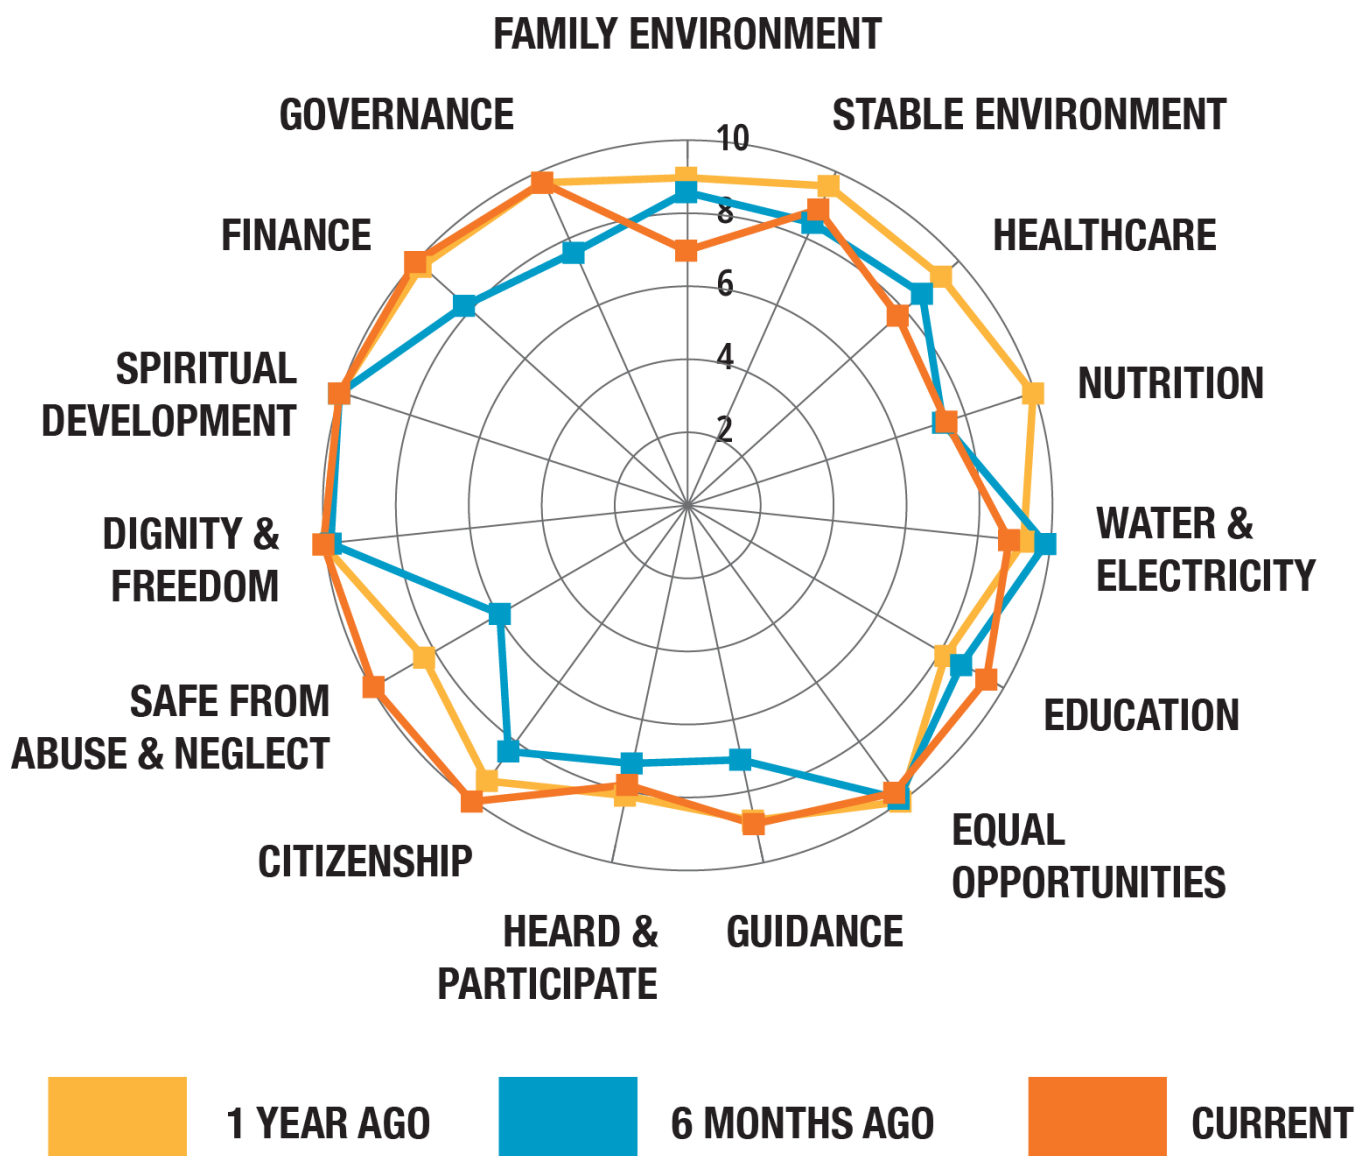 FAMILY ENVIRONMENT
GOVERNANCE
STABLE ENVIRONMENT
10
FINANCE
8
HEALTHCARE
6
SPIRITUAL
DEVELOPMENT
4
NUTRITION
2
DIGNITY &
FREEDOM
WATER &
ELECTRICITY
SAFE FROM
ABUSE & NEGLECT
EDUCATION
CITIZENSHIP
EQUAL
OPPORTUNITIES
HEARD &
PARTICIPATE
GUIDANCE
1 YEAR AGO
6 MONTHS AGO
CURRENT